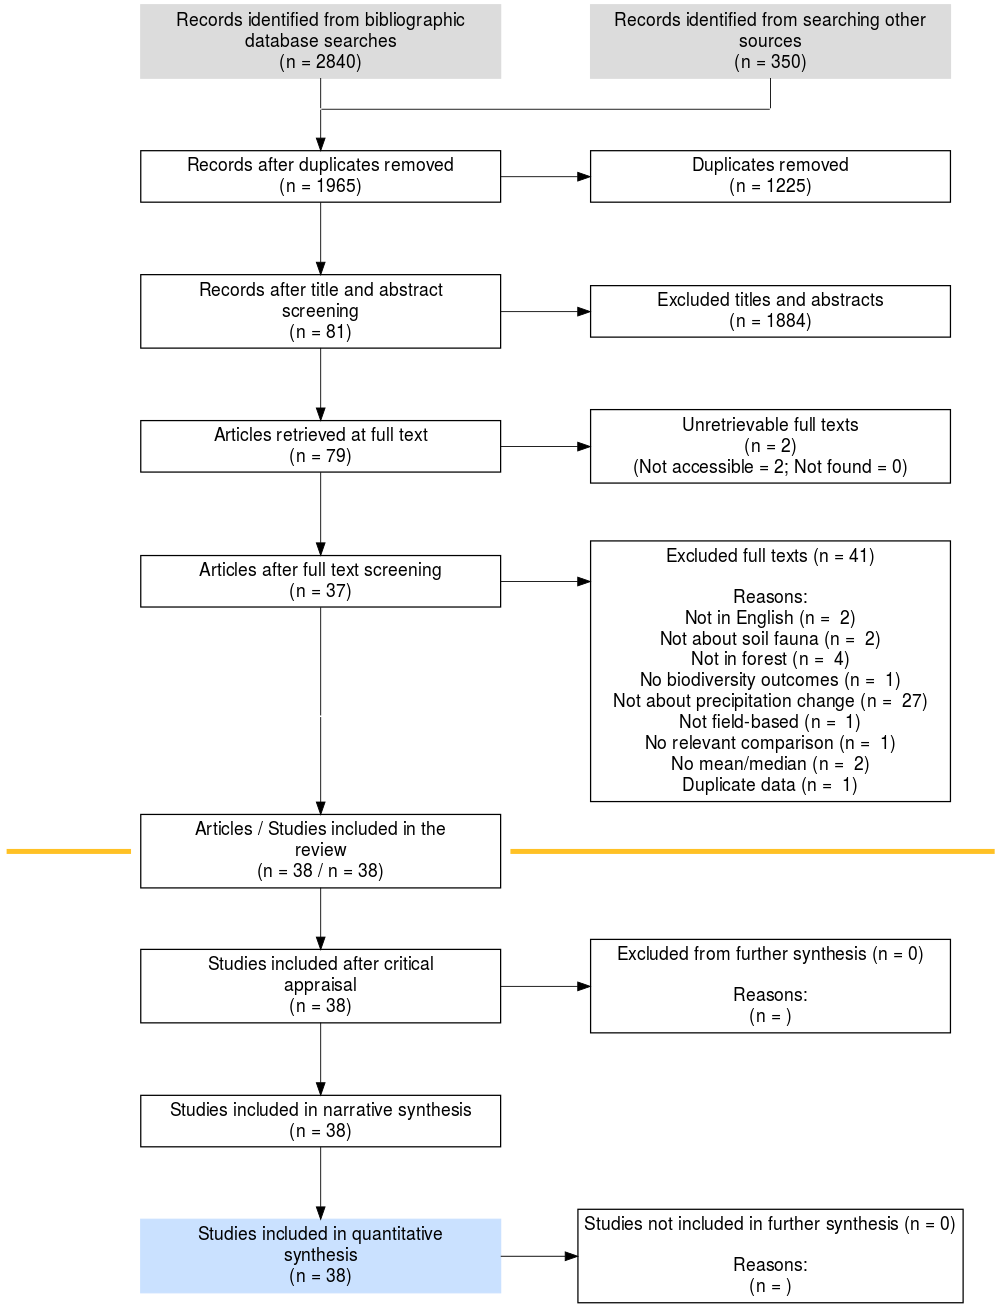 Records identified from bibliographic
database searches
(n = 2840)
Records identified from searching other
sources
(n = 350)
Records after duplicates removed
(n = 1965)
Duplicates removed
(n = 1225)
Records after title and abstract
screening
(n = 81)
Excluded titles and abstracts
(n = 1884)
Articles retrieved at full text
(n = 79)
Unretrievable full texts
(n = 2)
(Not accessible = 2; Not found = 0)
Articles after full text screening
(n = 37)
Excluded full texts (n = 41)
Reasons:
Not in English (n =  2)
Not about soil fauna (n =  2)
Not in forest (n =  4)
No biodiversity outcomes (n =  1)
Not about precipitation change (n =  27)
Not field-based (n =  1)
No relevant comparison (n =  1)
No mean/median (n =  2)
Duplicate data (n =  1)
Articles / Studies included in the
review
(n = 38 / n = 38)
Studies included after critical
appraisal
(n = 38)
Excluded from further synthesis (n = 0)
Reasons:
(n = )
Studies included in narrative synthesis
(n = 38)
Studies included in quantitative
synthesis
(n = 38)
Studies not included in further synthesis (n = 0)
Reasons:
(n = )